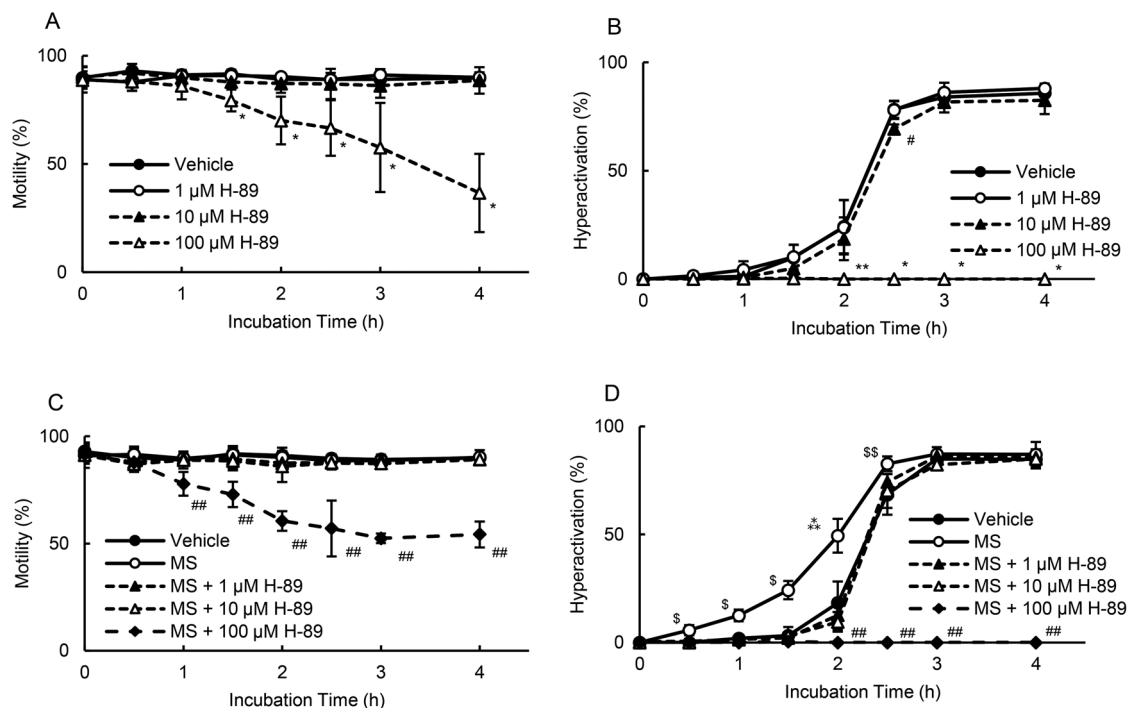 A
100
50
0
Motility (%)
Vehicle
1 µM H-89
10 µM H-89
100 µM H-89
* * * * *
0 1 2 3 4
Incubation Time (h)
B
100
50
0
Hyperactivation (%)
#
Vehicle
1 µM H-89
10 µM H-89
100 µM H-89
** * * *
0 1 2 3 4
Incubation Time (h)
C
100
50
0
Motility (%)
## ## ## ## ## ##
Vehicle
MS
MS + 1 µM H-89
MS + 10 µM H-89
MS + 100 µM H-89
0 1 2 3 4
Incubation Time (h)
D
100
50
0
Hyperactivation (%)
$ $ $ *** $$
Vehicle
MS
MS + 1 µM H-89
MS + 10 µM H-89
MS + 100 µM H-89
## ## ## ##
0 1 2 3 4
Incubation Time (h)